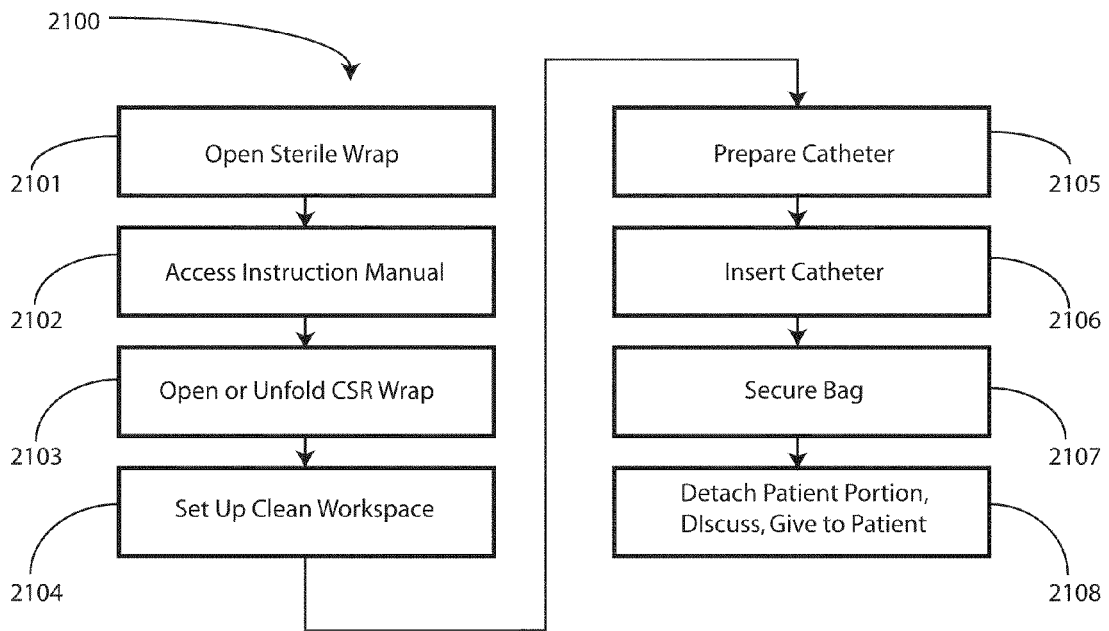 2100
Open Sterile Wrap
2101
Access Instruction Manual
2102
Open or Unfold CSR Wrap
2103
Set Up Clean Workspace
2104
Prepare Catheter
2105
Insert Catheter
2106
Secure Bag
2107
Detach Patient Portion,
DIscuss, Give to Patient
2108